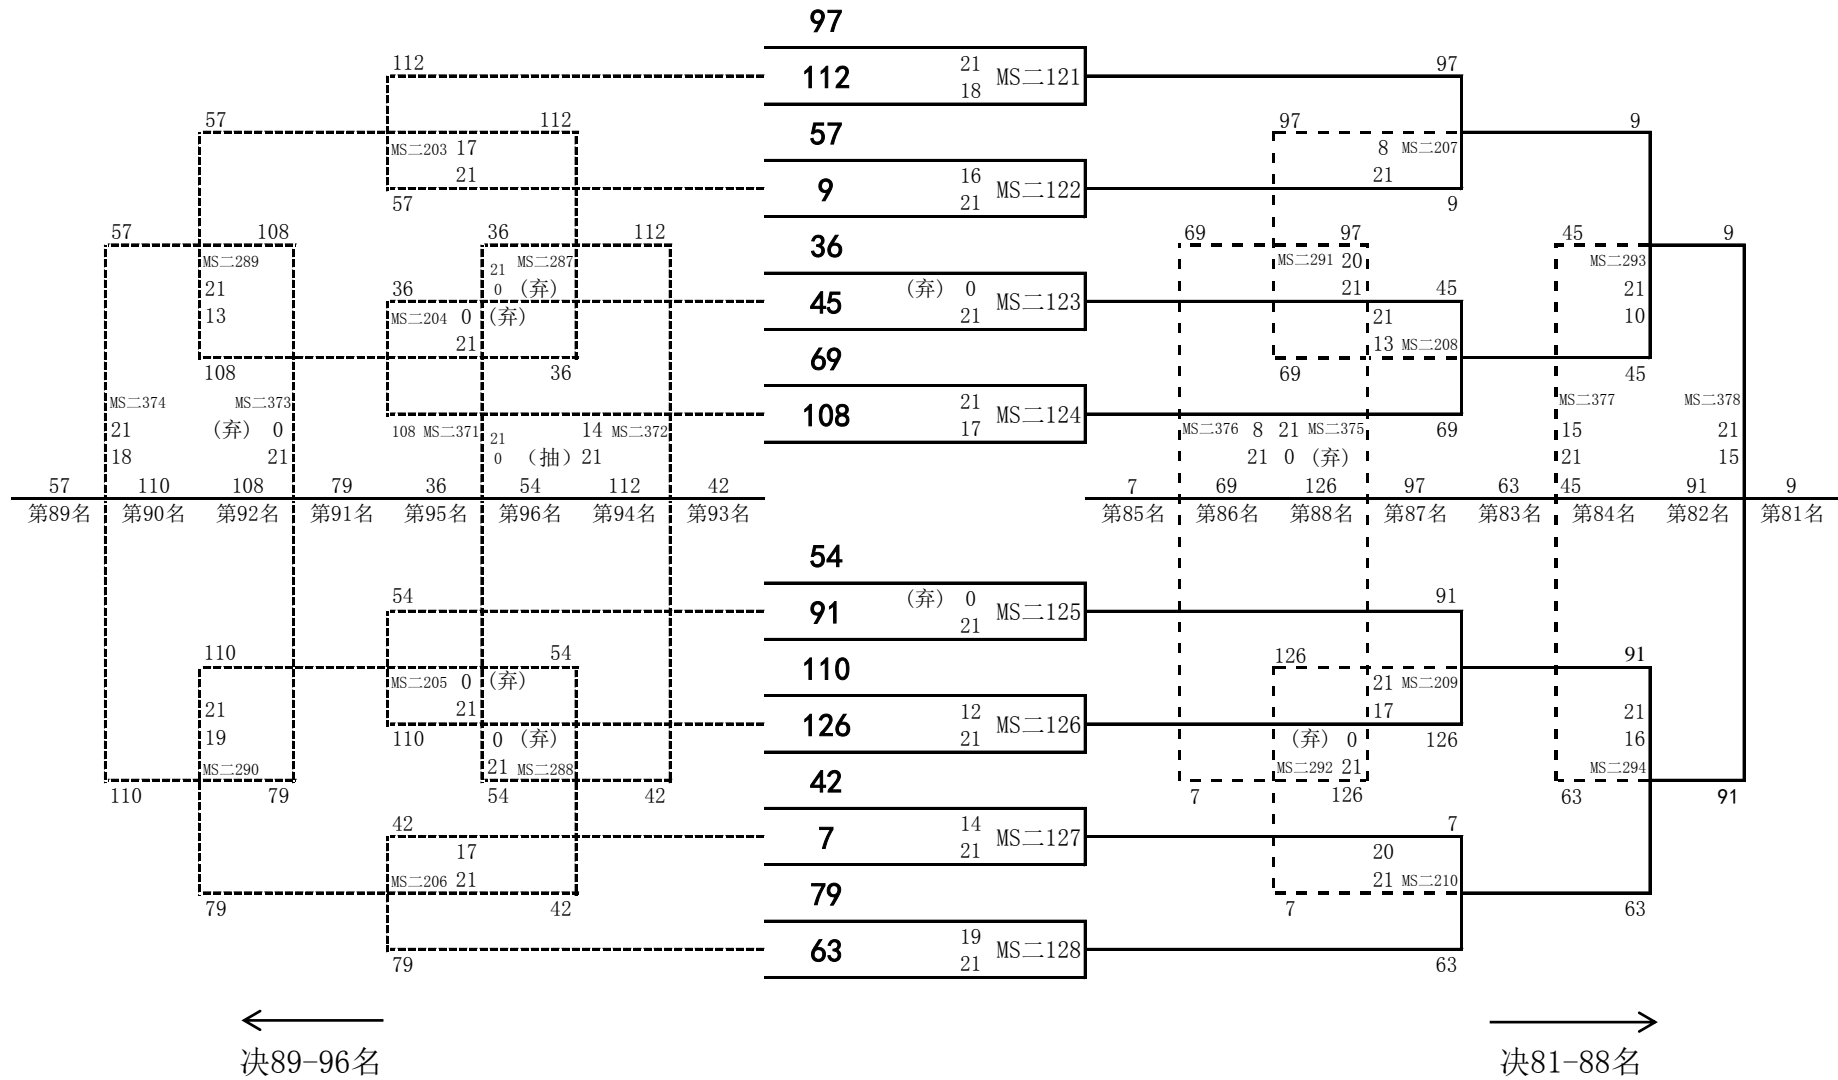 97
112 97
112 21 MS二121
18
57 112 57 97 9
MS二203 17 8 MS二207
21 9 16 MS二122 21
57 21 9
57 108 36 112 36 69 97 45 9
MS二289 21 MS二287 MS二291 20 MS二293
21 36 0 (弃) 45 (弃) 0 MS二123 21 45 21
13 MS二204 0 (弃) 21 21 10
21 69 13 MS二208
108 36 69 45
MS二374 MS二373 108 21 MS二124 MS二377 MS二378
21 (弃) 0 108 MS二371 21 14 MS二372 17 MS二376 8 21 MS二375 69 15 21
18 21 0 (抽) 21 21 0 (弃) 21 15
57 110 108 79 36 54 112 42 7 69 126 97 63 45 91 9
第89名 第90名 第92名 第91名 第95名 第96名 第94名 第93名 第85名 第86名 第88名 第87名 第83名 第84名 第82名 第81名
54
54 91 (弃) 0 MS二125 91
21
110 54 110 126 91
MS二205 0 (弃) 21 MS二209
21 21 126 12 MS二126 17 21
19 110 0 (弃) 21 (弃) 0 126 16
MS二290 21 MS二288 42 MS二292 21 MS二294
110 79 54 42 7 126 63 91
42 7 14 MS二127 7
17 21 20
MS二206 21 79 21 MS二210
79 42 7 63
63 19 MS二128
79 21 63
决89-96名 决81-88名